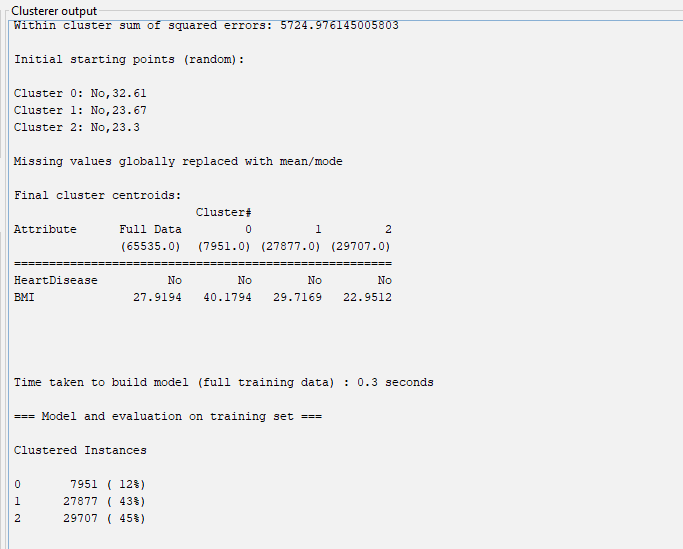 Clusterer output
Within cluster sum of squared errors: 5724.976145005803
Initial starting points (random):
Cluster 0: No,32.61
Cluster 1: No,23.67
Cluster 2: No,23.3
Missing values globally replaced with mean/mode
Final cluster centroids:
Cluster#
Attribute Full Data 0 1 2
(65535.0) (7951.0) (27877.0) (29707.0)
======================================================
HeartDisease No No No No
BMI 27.9194 40.1794 29.7169 22.9512
Time taken to build model (full training data) : 0.3 seconds
=== Model and evaluation on training set ===
Clustered Instances
0 7951 ( 12%)
1 27877 ( 43%)
2 29707 ( 45%)